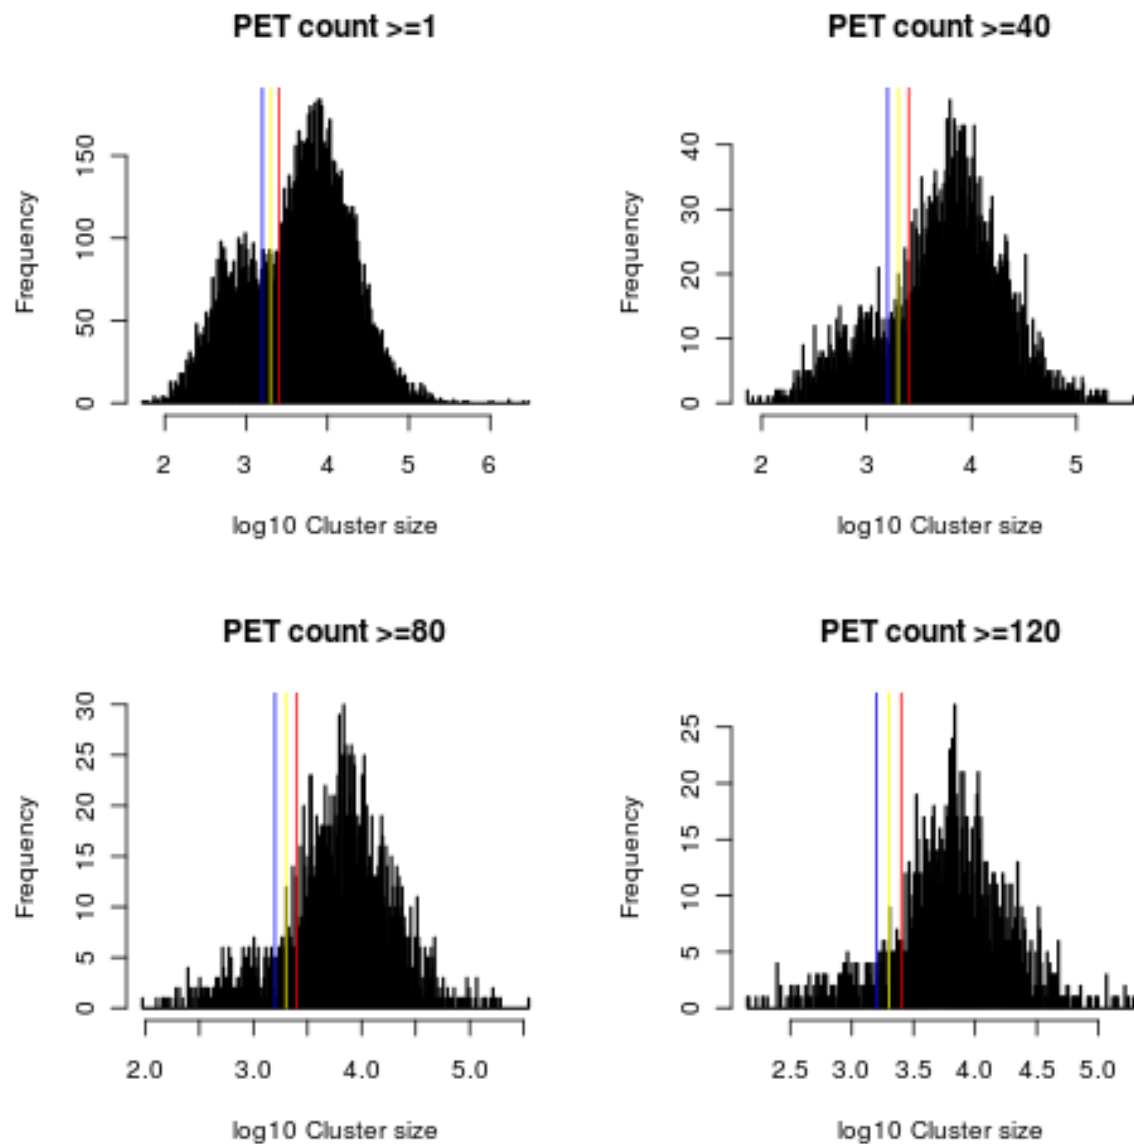 PET count >=1
Frequency
0 50 100 150
2 3 4 5 6
log10 Cluster size
PET count >=40
Frequency
0 10 20 30 40
2 3 4 5
log10 Cluster size
PET count >=80
Frequency
0 5 10 15 20 25 30
2.0 3.0 4.0 5.0
log10 Cluster size
PET count >=120
Frequency
0 5 10 15 20 25
2.5 3.0 3.5 4.0 4.5 5.0
log10 Cluster size